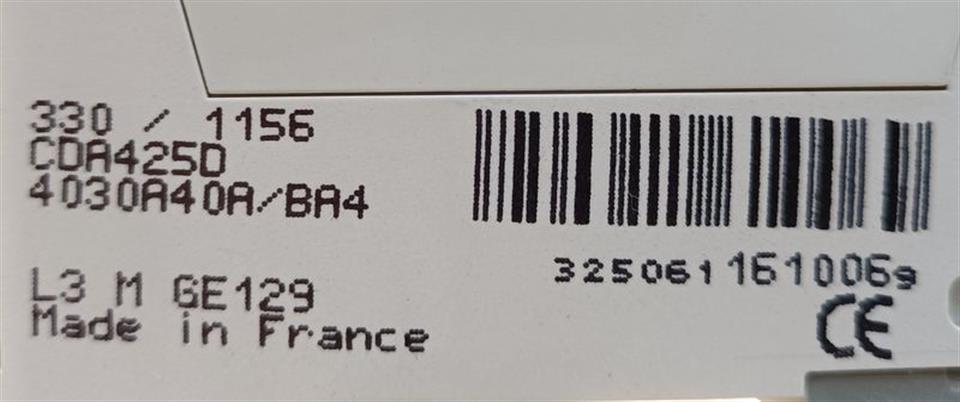 330 / 1156
CDA425D
4030A40A/BA4
3250611610069
L3 M GE129
Made in France
CE